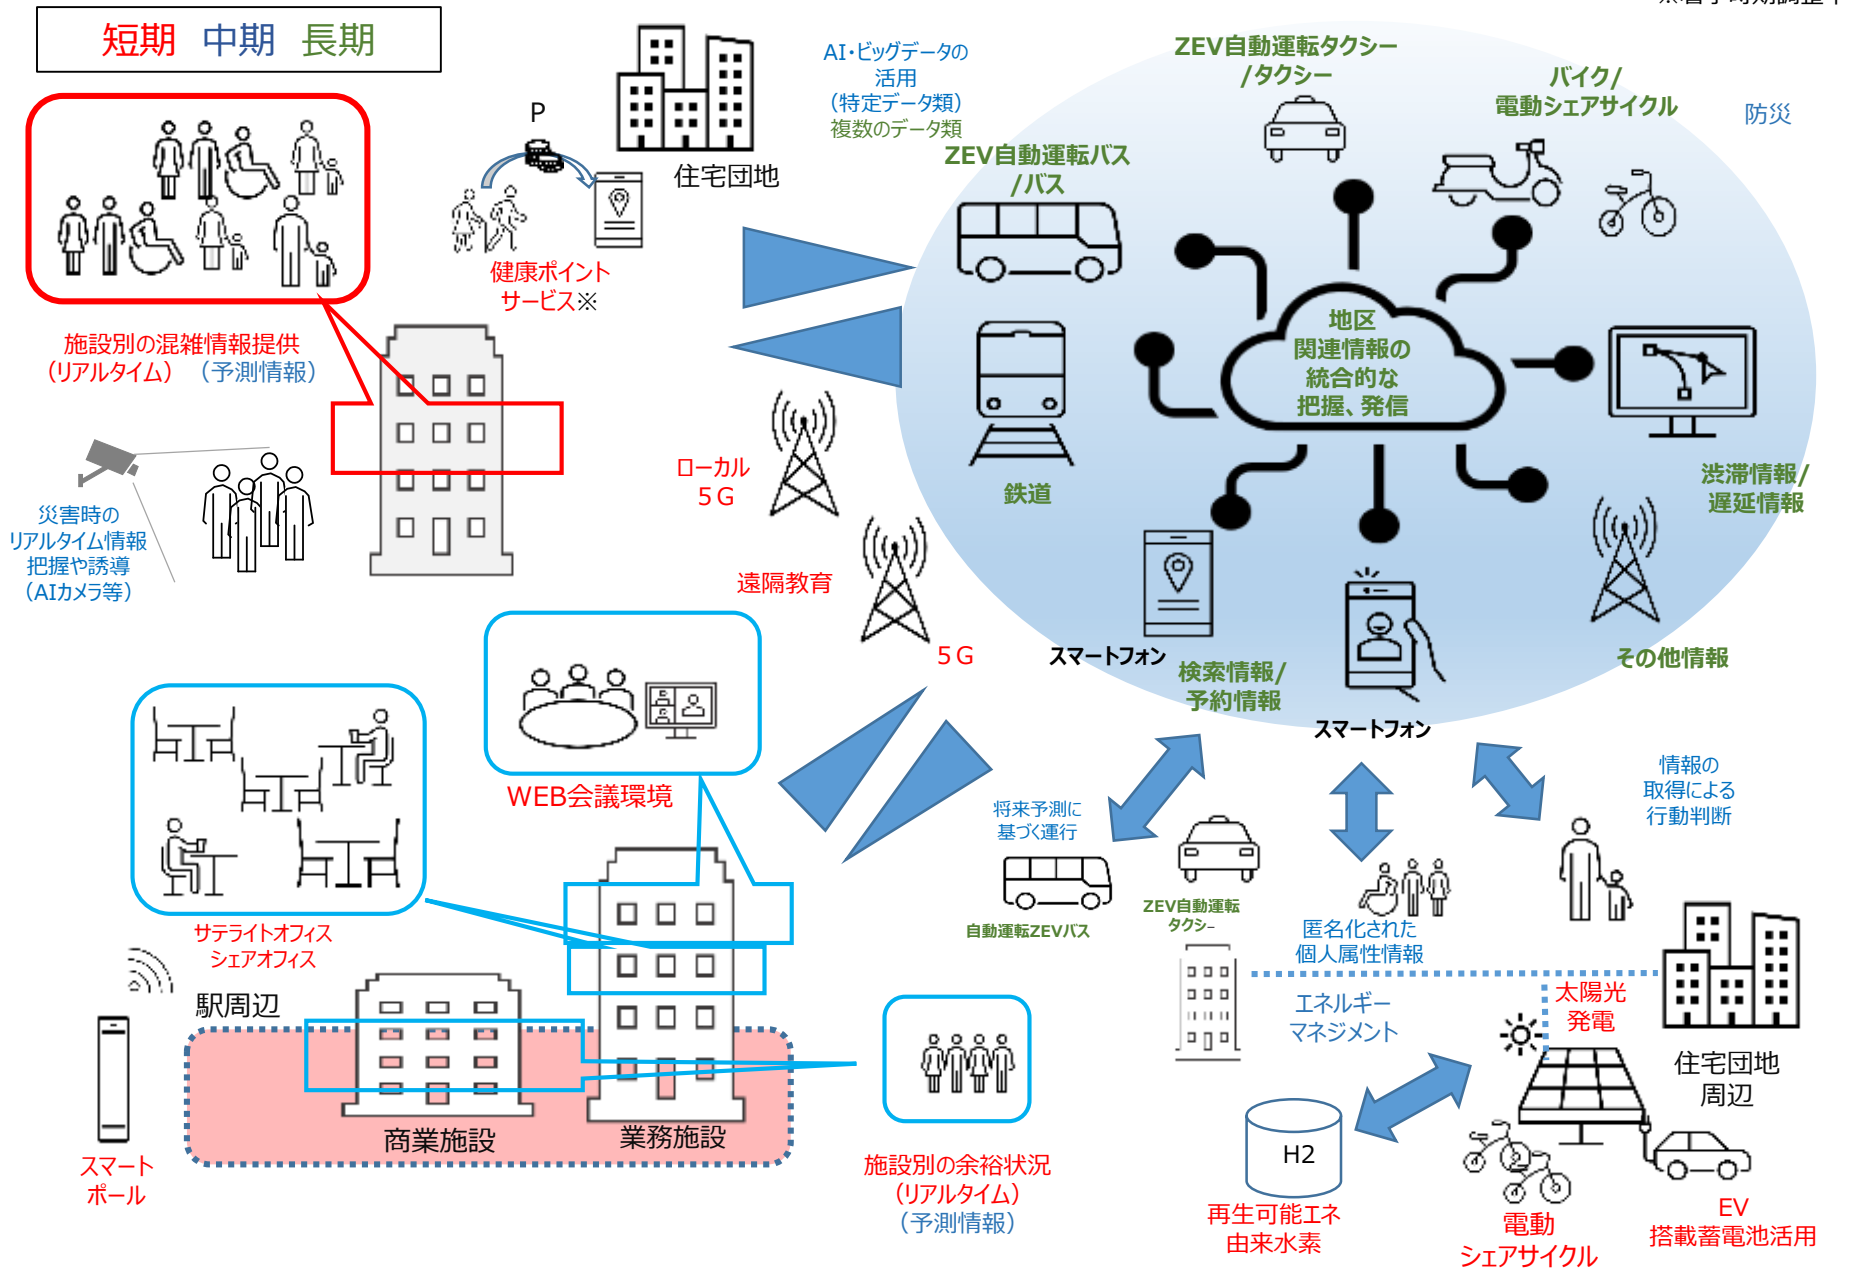 ※着手時期調整中
短期 中期 長期
P
住宅団地
健康ポイント
サービス※
AI・ビッグデータの
活用
（特定データ類）
複数のデータ類
ZEV自動運転タクシー
/タクシー
バイク/
電動シェアサイクル
防災
ZEV自動運転バス
/バス
地区
関連情報の
統合的な
把握、発信
鉄道
渋滞情報/
遅延情報
スマートフォン
検索情報/
予約情報
スマートフォン
その他情報
施設別の混雑情報提供
（リアルタイム）（予測情報）
災害時の
リアルタイム情報
把握や誘導
（AIカメラ等）
ローカル
５Ｇ
遠隔教育
５Ｇ
WEB会議環境
サテライトオフィス
シェアオフィス
駅周辺
商業施設
業務施設
スマート
ポール
施設別の余裕状況
（リアルタイム）
（予測情報）
将来予測に
基づく運行
自動運転ZEVバス
ZEV自動運転
タクシー
匿名化された
個人属性情報
情報の
取得による
行動判断
エネルギー
マネジメント
太陽光
発電
住宅団地
周辺
H2
再生可能エネ
由来水素
電動
シェアサイクル
EV
搭載蓄電池活用